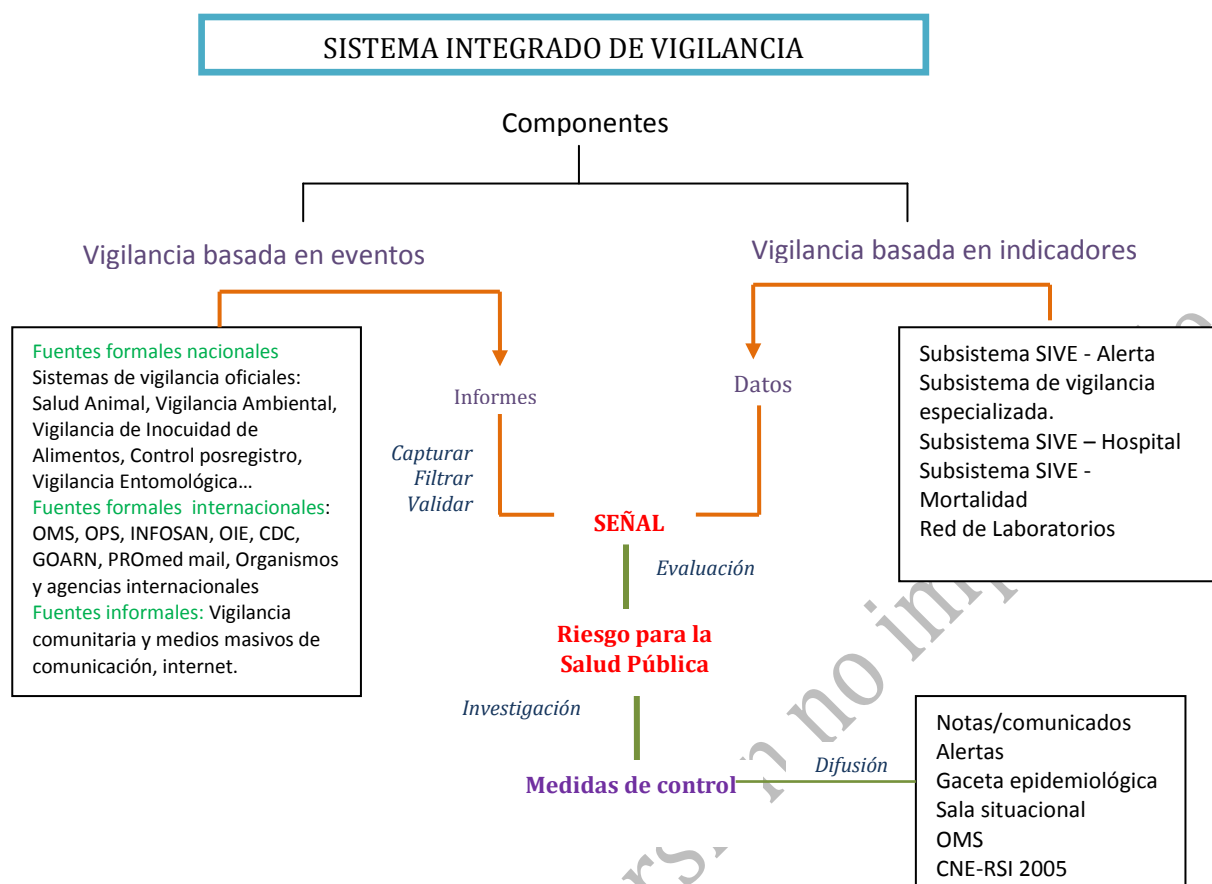 SISTEMA INTEGRADO DE VIGILANCIA
Componentes
Vigilancia basada en eventos
Vigilancia basada en indicadores
Fuentes formales nacionales
Sistemas de vigilancia oficiales:
Salud Animal, Vigilancia Ambiental,
Vigilancia de Inocuidad de
Alimentos, Control posregistro,
Vigilancia Entomológica...
Fuentes formales internacionales:
OMS, OPS, INFOSAN, OIE, CDC,
GOARN, PROmed mail, Organismos
y agencias internacionales
Fuentes informales: Vigilancia
comunitaria y medios masivos de
comunicación, internet.
Informes
Capturar
Filtrar
Validar
Datos
Subsistema SIVE - Alerta
Subsistema de vigilancia
especializada.
Subsistema SIVE – Hospital
Subsistema SIVE -
Mortalidad
Red de Laboratorios
SEÑAL
Evaluación
Riesgo para la
Salud Pública
Investigación
Medidas de control
Difusión
Notas/comunicados
Alertas
Gaceta epidemiológica
Sala situacional
OMS
CNE-RSI 2005
no